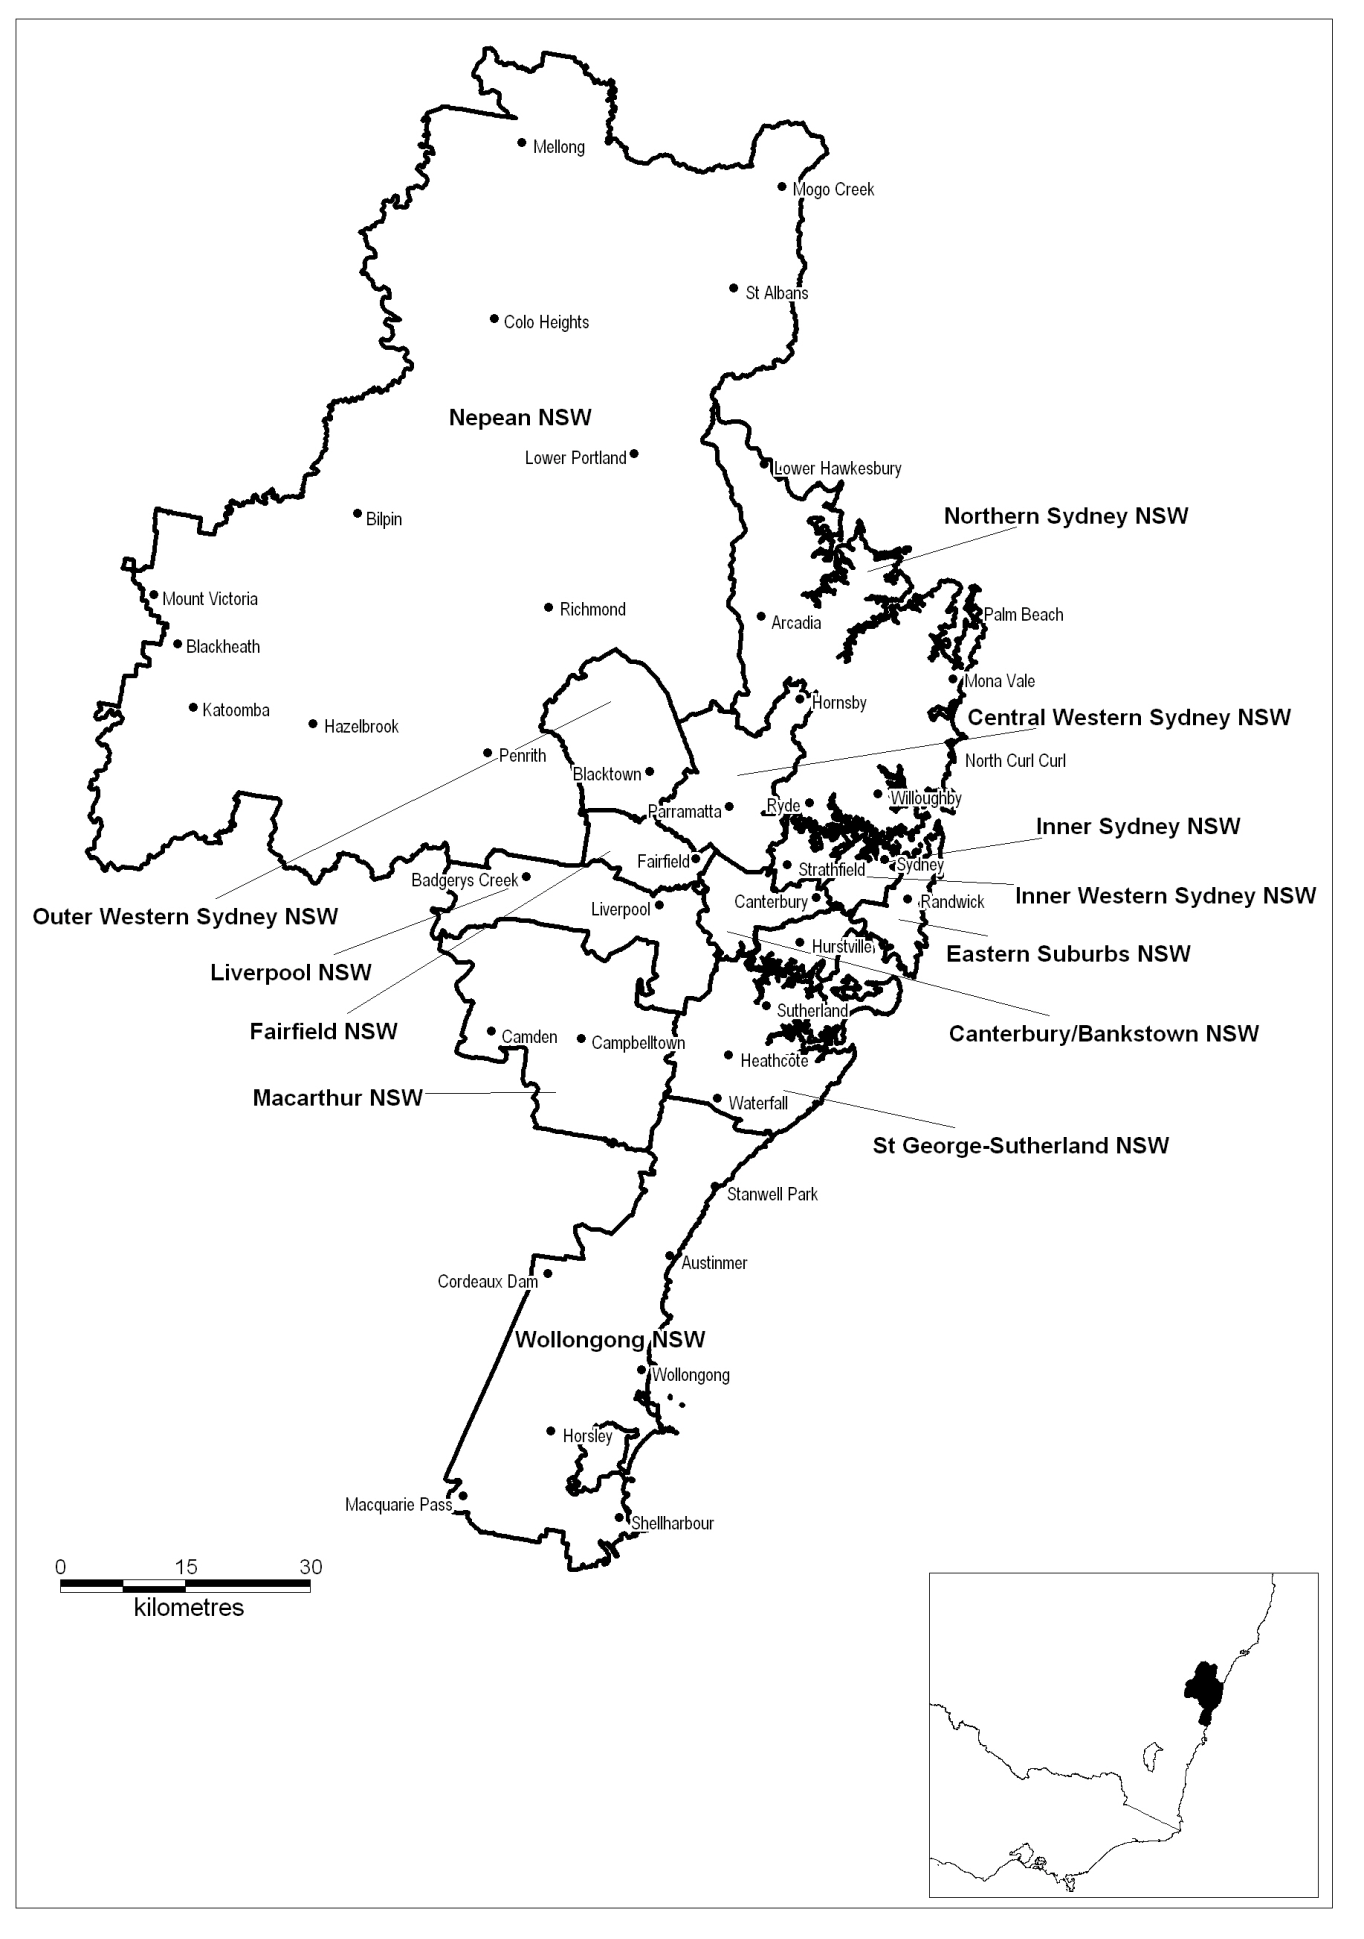 Mellong
Mogo Creek
St Albans
Colo Heights
Nepean NSW
Lower Portland
Lower Hawkesbury
Bilpin
Northern Sydney NSW
Mount Victoria
Richmond
Arcadia
Palm Beach
Blackheath
Mona Vale
Katoomba
Hornsby
Hazelbrook
Central Western Sydney NSW
Penrith
North Curl Curl
Blacktown
Willoughby
Parramatta
Ryde
Inner Sydney NSW
Fairfield
Sydney
Strathfield
Badgerys Creek
Inner Western Sydney NSW
Canterbury
Randwick
Liverpool
Outer Western Sydney NSW
Hurstville
Eastern Suburbs NSW
Liverpool NSW
Sutherland
Fairfield NSW
Canterbury/Bankstown NSW
Camden
Campbelltown
Heathcote
Macarthur NSW
Waterfall
St George-Sutherland NSW
Stanwell Park
Austinmer
Cordeaux Dam
Wollongong NSW
Wollongong
Horsley
Macquarie Pass
Shellharbour
0 15 30
kilometres